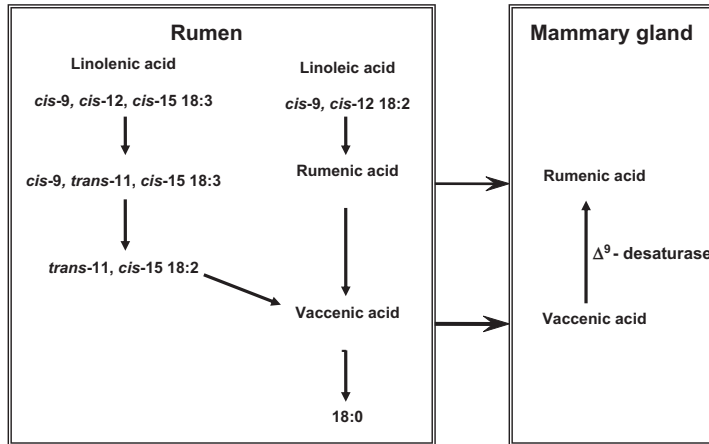 Rumen
Linolenic acid
cis-9, cis-12, cis-15 18:3
cis-9, trans-11, cis-15 18:3
trans-11, cis-15 18:2
Linoleic acid
cis-9, cis-12 18:2
Rumenic acid
Vaccenic acid
18:0
Mammary gland
Rumenic acid
Δ⁹- desaturase
Vaccenic acid